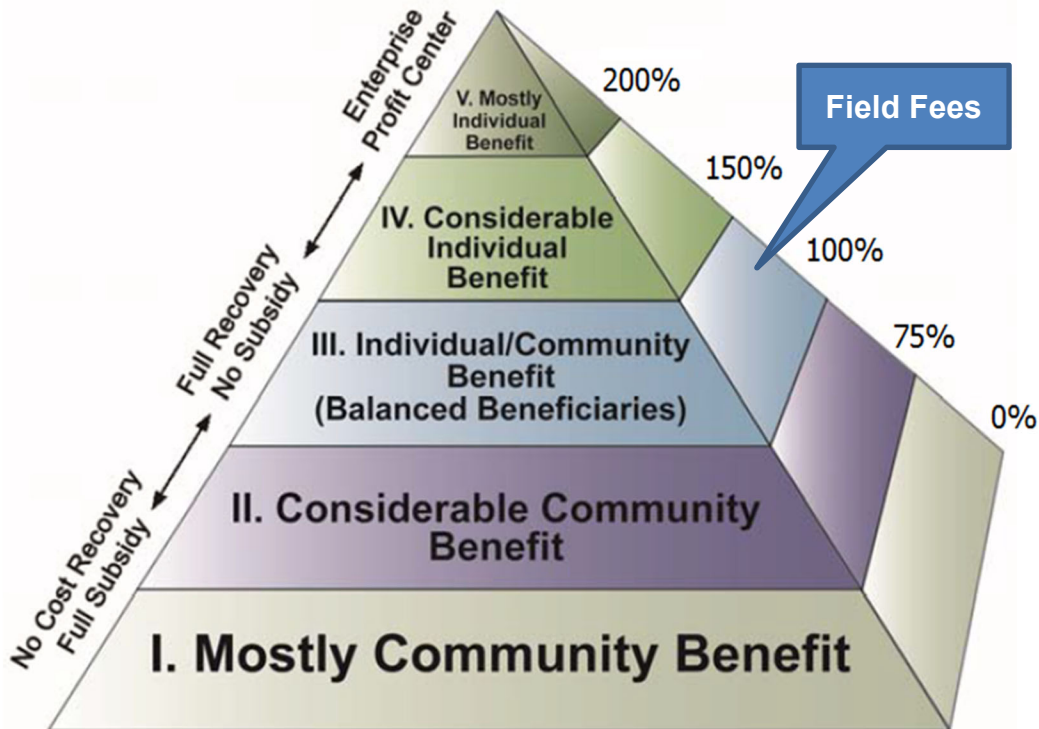 Enterprise
Profit Center
Full Recovery
No Subsidy
No Cost Recovery
Full Subsidy
V. Mostly
Individual
Benefit
IV. Considerable
Individual
Benefit
III. Individual/Community
Benefit
(Balanced Beneficiaries)
II. Considerable Community
Benefit
I. Mostly Community Benefit
200%
150%
100%
75%
0%
Field Fees